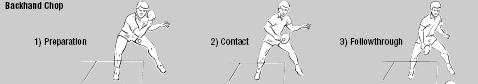 Backhand Chop
1) Preparation
2) Contact
3) Followthrough